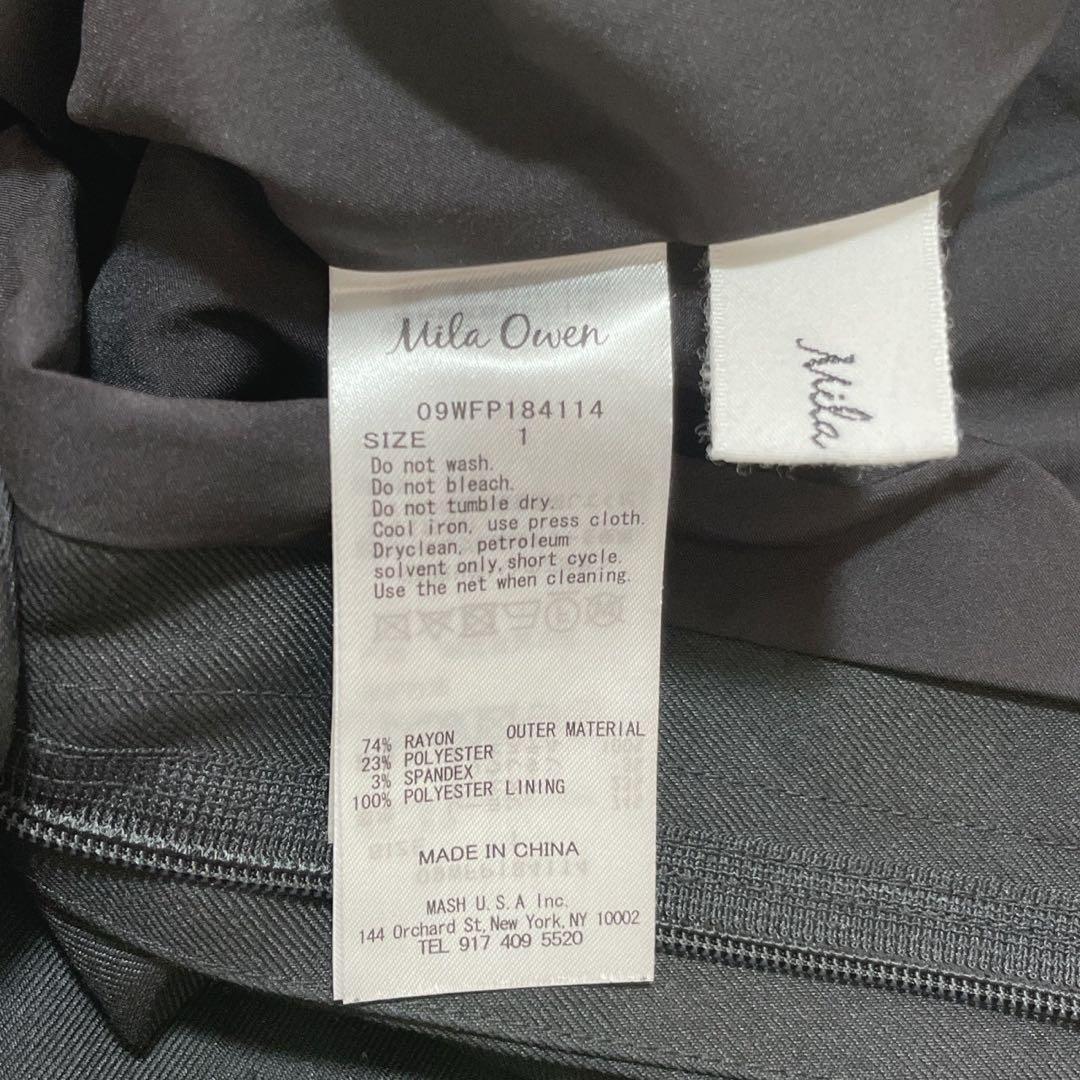 Mila Owen
09WFP184114
SIZE 1
Do not wash.
Do not bleach.
Do not tumble dry.
Cool iron, use press cloth.
Dryclean, petroleum
solvent only, short cycle.
Use the net when cleaning.
74% RAYON OUTER MATERIAL
23% POLYESTER
3% SPANDEX
100% POLYESTER LINING
MADE IN CHINA
MASH U.S.A Inc.
144 Orchard St, New York, NY 10002
TEL 917 409 5520
Mila